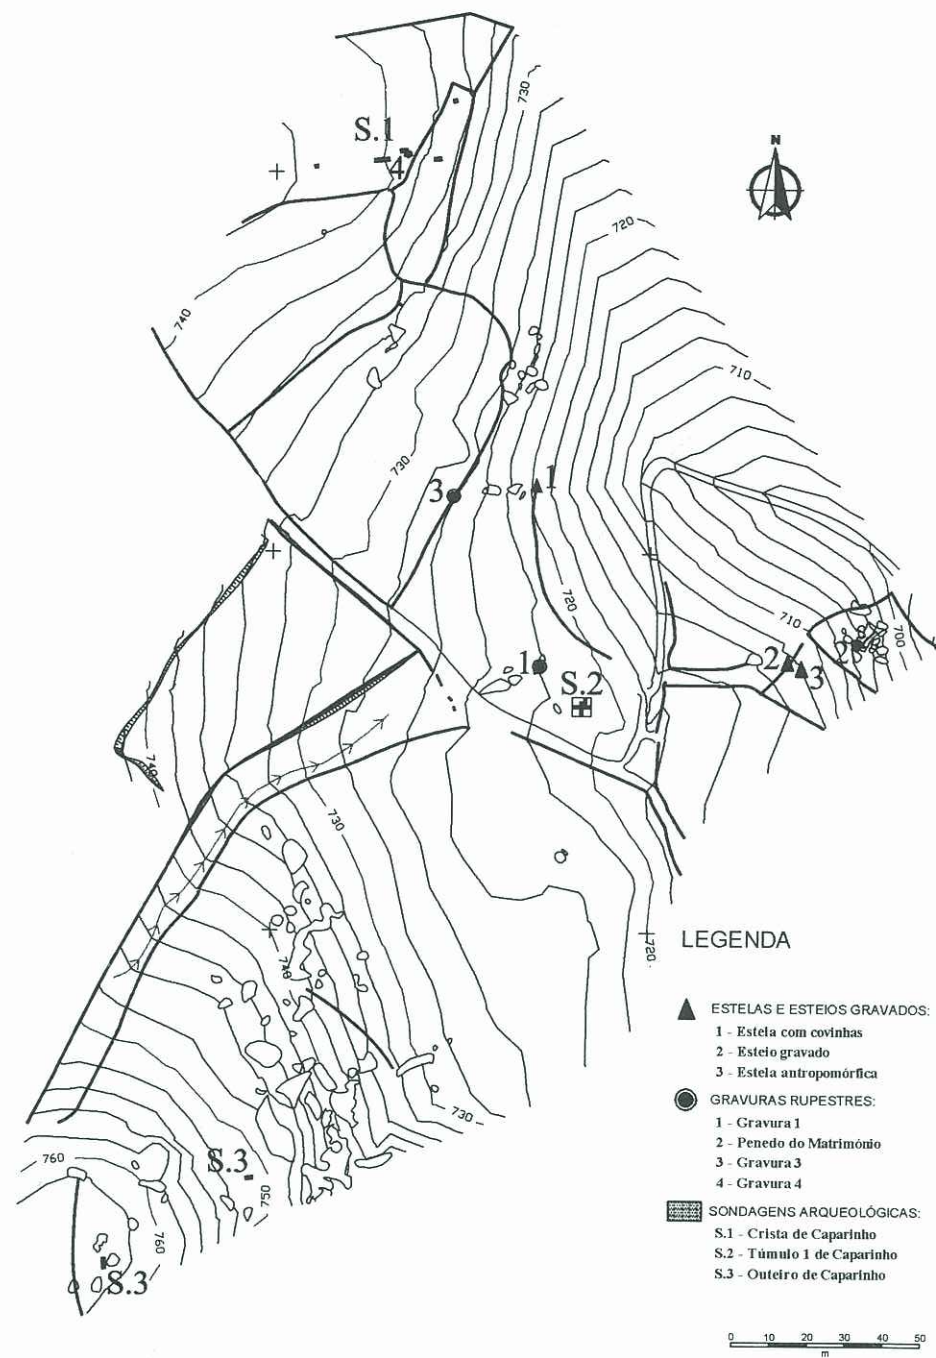 730
S.1
4
N
720
740
710
730
3
1
720
710
700
2
2
3
1
S.2
740
730
720
740
LEGENDA
ESTELAS E ESTEIOS GRAVADOS:
1 - Estela com covinhas
2 - Esteio gravado
3 - Estela antropomórfica
730
GRAVURAS RUPESTRES:
1 - Gravura 1
2 - Penedo do Matrimónio
3 - Gravura 3
4 - Gravura 4
760
S.3
750
SONDAGENS ARQUEOLÓGICAS:
S.1 - Crista de Caparinho
S.2 - Túmulo 1 de Caparinho
S.3 - Outeiro de Caparinho
760
S.3
0 10 20 30 40 50
m